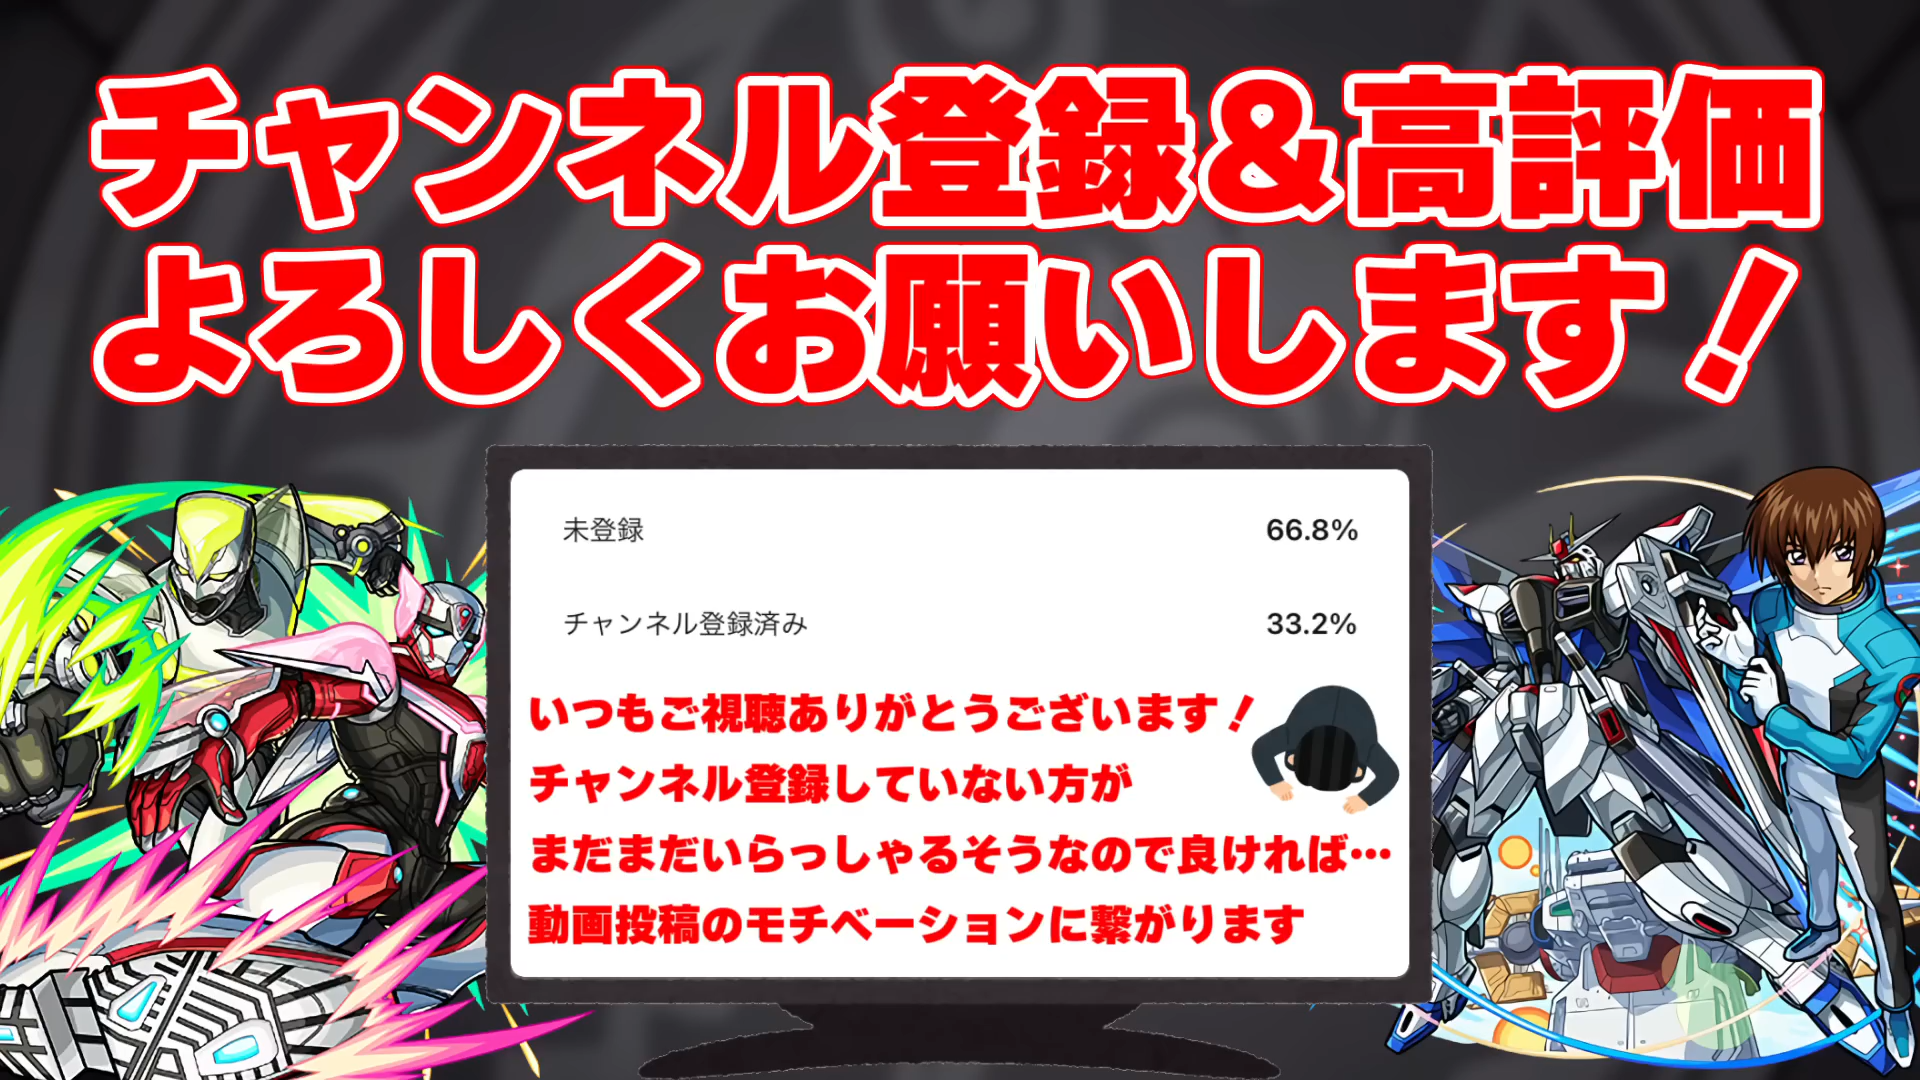 チャンネル登録&高評価
よろしくお願いします!
未登録 66.8%
チャンネル登録済み 33.2%
いつもご視聴ありがとうございます!
チャンネル登録していない方が
まだまだいらっしゃるそうなので良ければ…
動画投稿のモチベーションに繋がります